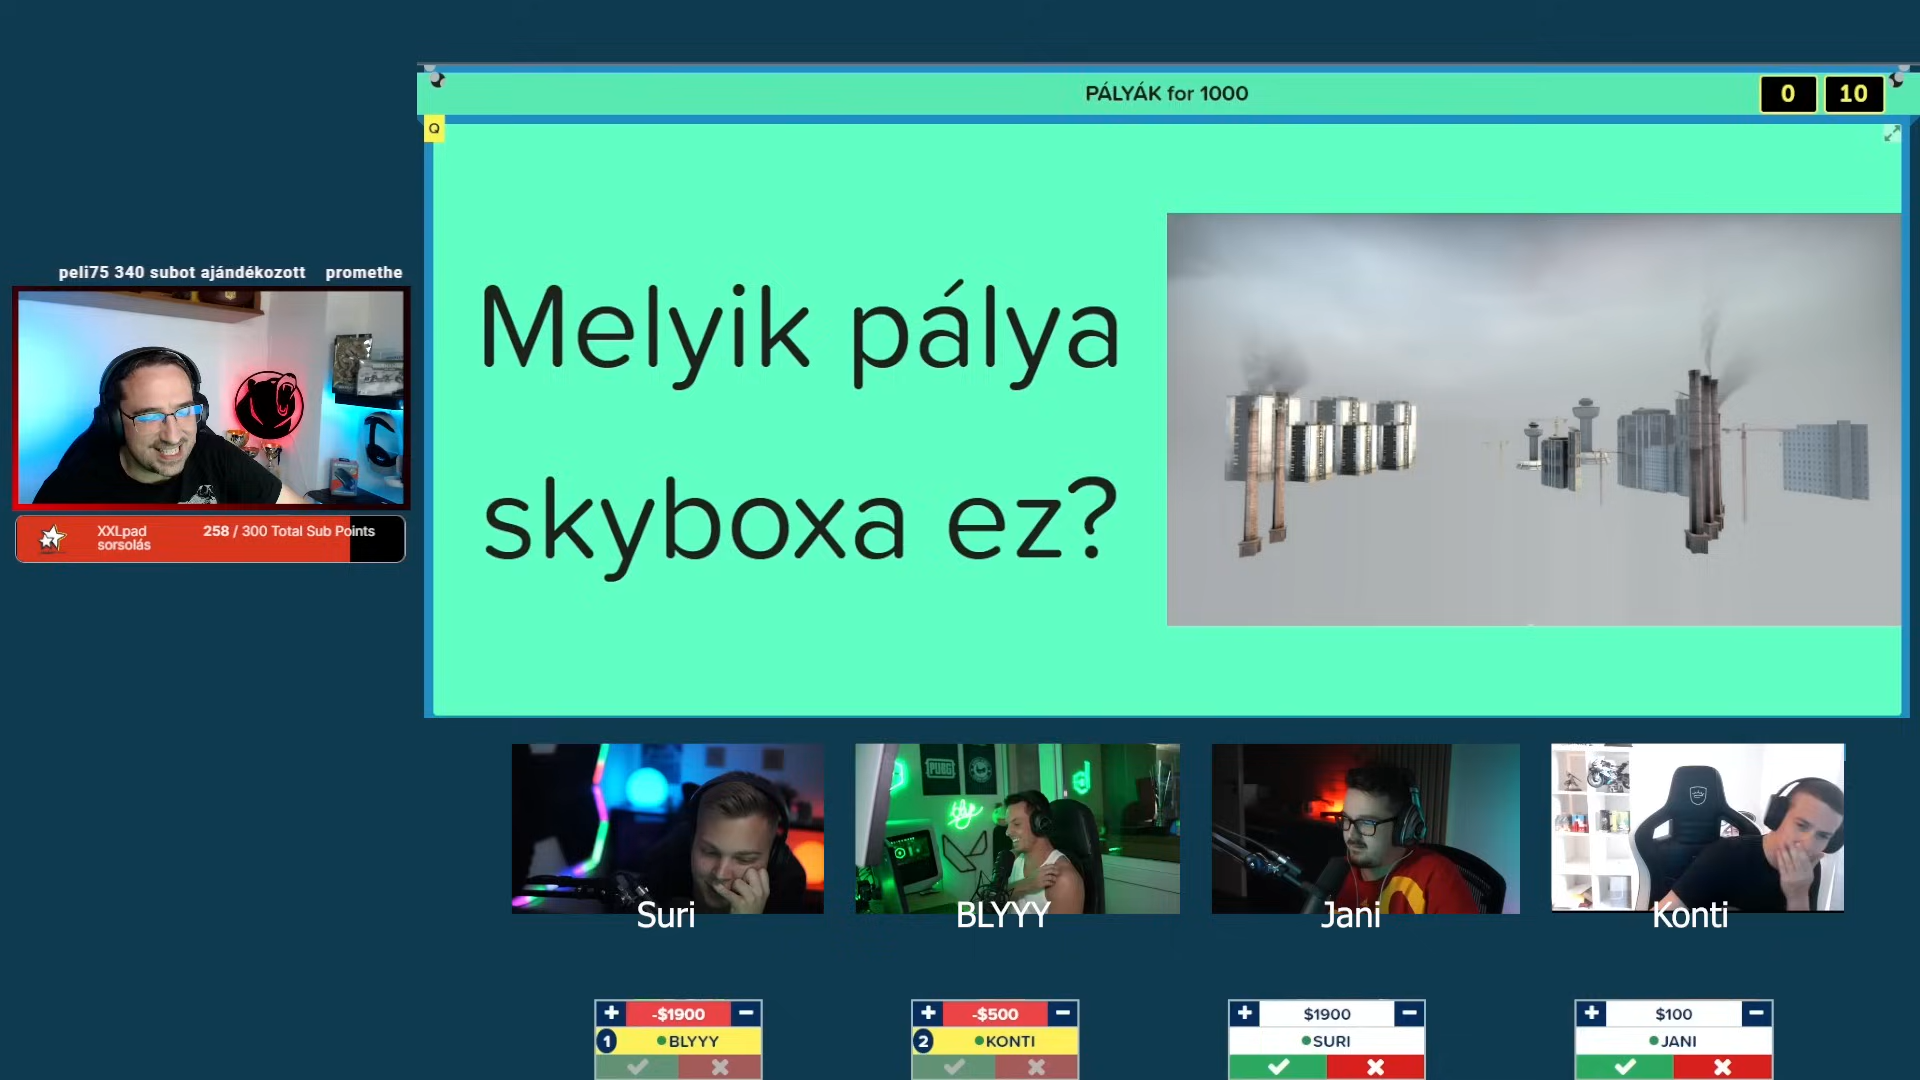 PÁLYÁK for 1000
0
10
Q
Melyik pálya
skyboxa ez?
peli75 340 subot ajándékozott promethe
XXLpad
sorsolás
258 / 300 Total Sub Points
PUBG
Suri
BLYYY
Jani
Konti
+ -$1900 −
1 BLYYY
+ -$500 −
2 KONTI
+ $1900 −
SURI
+ $100 −
JANI